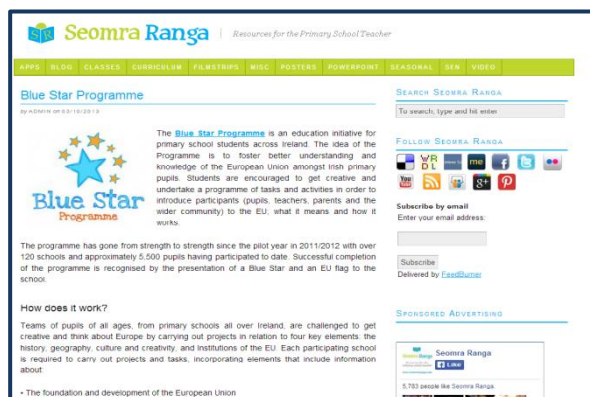 Seomra Ranga
Resources for the Primary School Teacher
APPS BLOG CLASSES CURRICULUM FILMSTRIPS MISC POSTERS POWERPOINT SEASONAL SEN VIDEO
Blue Star Programme
by ADMIN on 03/10/2013
Blue Star
Programme
The Blue Star Programme is an education initiative for
primary school students across Ireland. The idea of the
Programme is to foster better understanding and
knowledge of the European Union amongst Irish primary
pupils. Students are encouraged to get creative and
undertake a programme of tasks and activities in order to
introduce participants (pupils, teachers, parents and the
wider community) to the EU, what it means and how it
works.
The programme has gone from strength to strength since the pilot year in 2011/2012 with over
120 schools and approximately 5,500 pupils having participated to date. Successful completion
of the programme is recognised by the presentation of a Blue Star and an EU flag to the
school.
How does it work?
Teams of pupils of all ages, from primary schools all over Ireland, are challenged to get
creative and think about Europe by carrying out projects in relation to four key elements: the
history, geography, culture and creativity, and Institutions of the EU. Each participating school
is required to carry out projects and tasks, incorporating elements that include information
about:
• The foundation and development of the European Union
SEARCH SEOMRA RANGA
To search, type and hit enter
FOLLOW SEOMRA RANGA
WR
DL
me
You
Tube
g+
Subscribe by email
Enter your email address:
Subscribe
Delivered by FeedBurner
SPONSORED ADVERTISING
Seomra Ranga
Like
5,783 people like Seomra Ranga.